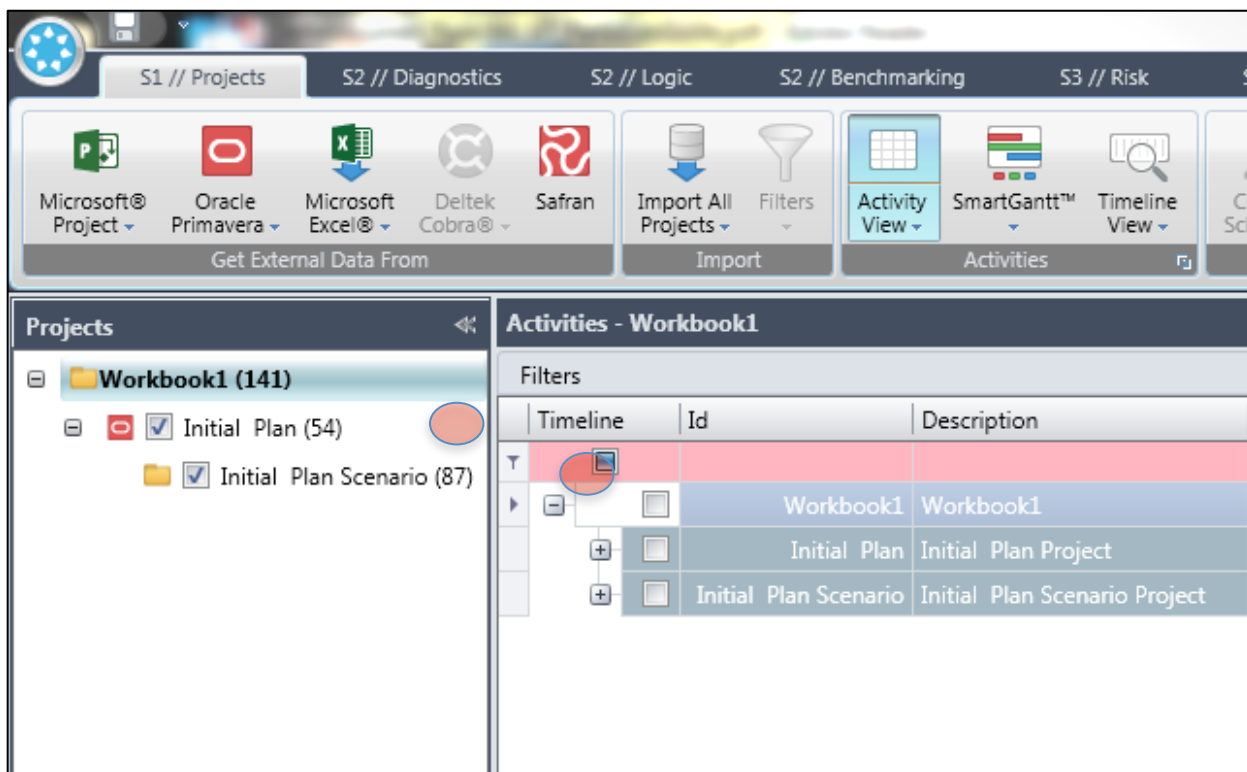 S1 // Projects
S2 // Diagnostics
S2 // Logic
S2 // Benchmarking
S3 // Risk
Microsoft®
Project
Oracle
Primavera
Microsoft
Excel®
Deltek
Cobra®
Safran
Get External Data From
Import All
Projects
Filters
Import
Activity
View
SmartGantt™
Timeline
View
Activities
Projects
Workbook1 (141)
Initial Plan (54)
Initial Plan Scenario (87)
Activities - Workbook1
Filters
Timeline Id Description
Workbook1 Workbook1
Initial Plan Initial Plan Project
Initial Plan Scenario Initial Plan Scenario Project